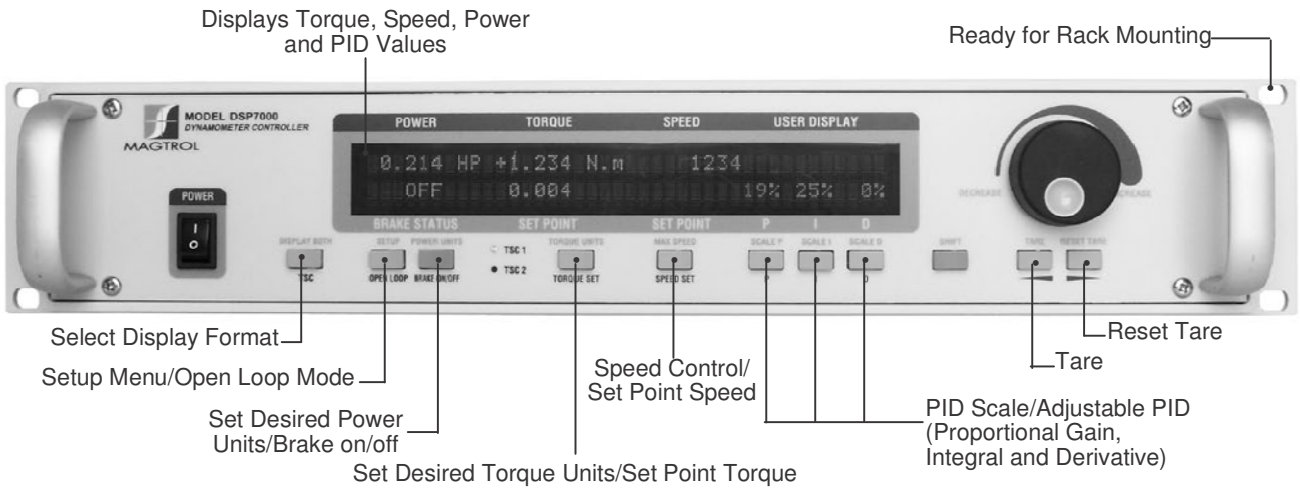 Displays Torque, Speed, Power
and PID Values
Ready for Rack Mounting
MODEL DSP7000
DYNAMOMETER CONTROLLER
MAGTROL
POWER TORQUE SPEED USER DISPLAY
0.214 HP +1.234 N.m 1234
OFF 0.004 19% 25% 0%
BRAKE STATUS SET POINT SET POINT P I D
POWER
DECREASE
DISPLAY BOTH SETUP POWER UNITS TORQUE UNITS MAX SPEED SCALE P SCALE I SCALE D SHIFT TARE RESET TARE
TSC 1
TSC 2
TSC OPEN LOOP BRAKE ON/OFF TORQUE SET SPEED SET P I D
Select Display Format
Setup Menu/Open Loop Mode
Set Desired Power
Units/Brake on/off
Set Desired Torque Units/Set Point Torque
Speed Control/
Set Point Speed
PID Scale/Adjustable PID
(Proportional Gain,
Integral and Derivative)
Tare
Reset Tare